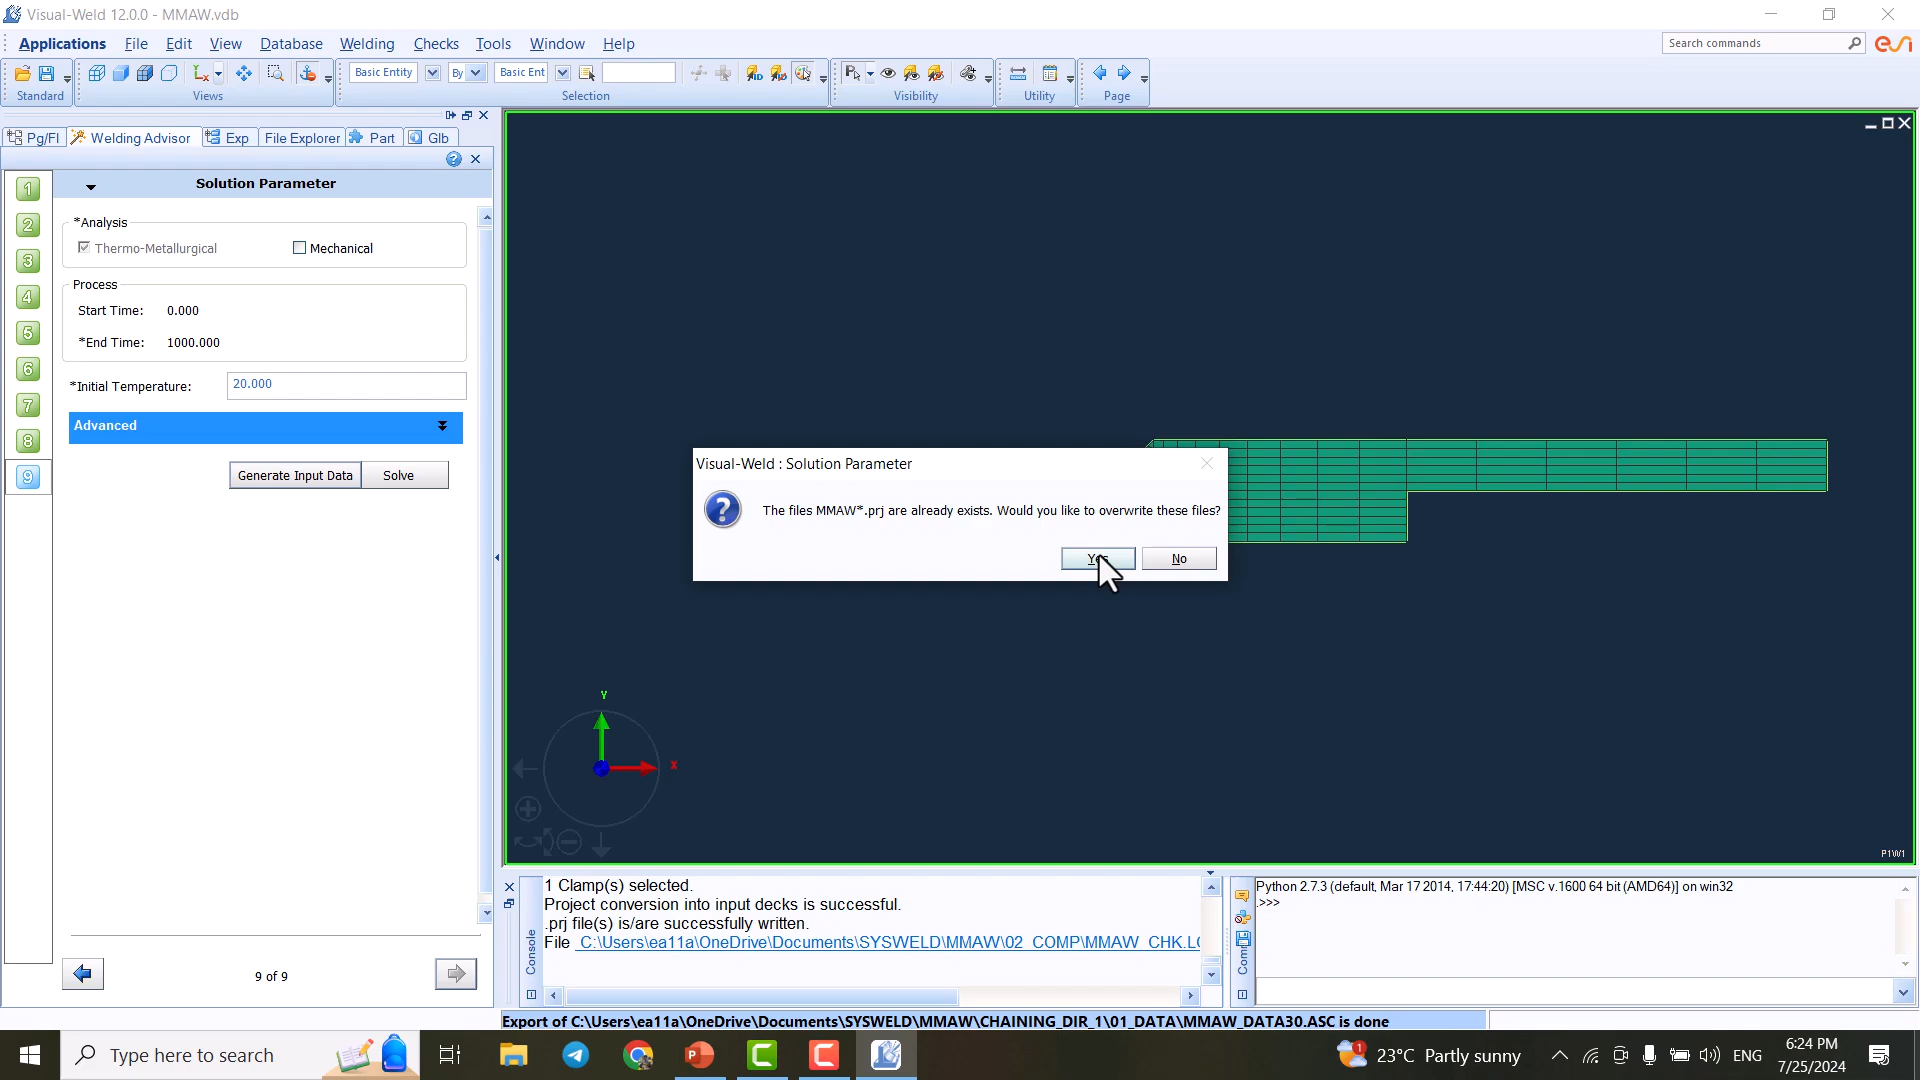 Visual-Weld 12.0.0 - MMAW.vdb
Applications File Edit View Database Welding Checks Tools Window Help
Search commands
esi
Basic Entity By Basic Ent
Standard Views Selection Visibility Utility Page
Pg/Fl Welding Advisor Exp File Explorer Part Glb
Solution Parameter
1
2
3
4
5
6
7
8
9
*Analysis
Thermo-Metallurgical Mechanical
Process
Start Time: 0.000
*End Time: 1000.000
*Initial Temperature: 20.000
Advanced
Generate Input Data Solve
9 of 9
Visual-Weld : Solution Parameter
The files MMAW*.prj are already exists. Would you like to overwrite these files?
Yes No
Y
X
P1W1
Console
1 Clamp(s) selected.
Project conversion into input decks is successful.
.prj file(s) is/are successfully written.
File C:\Users\ea11a\OneDrive\Documents\SYSWELD\MMAW\02_COMP\MMAW_CHK.LO
Python 2.7.3 (default, Mar 17 2014, 17:44:20) [MSC v.1600 64 bit (AMD64)] on win32
.>>>
Export of C:\Users\ea11a\OneDrive\Documents\SYSWELD\MMAW\CHAINING_DIR_1\01_DATA\MMAW_DATA30.ASC is done
Type here to search
23°C Partly sunny
ENG
6:24 PM
7/25/2024